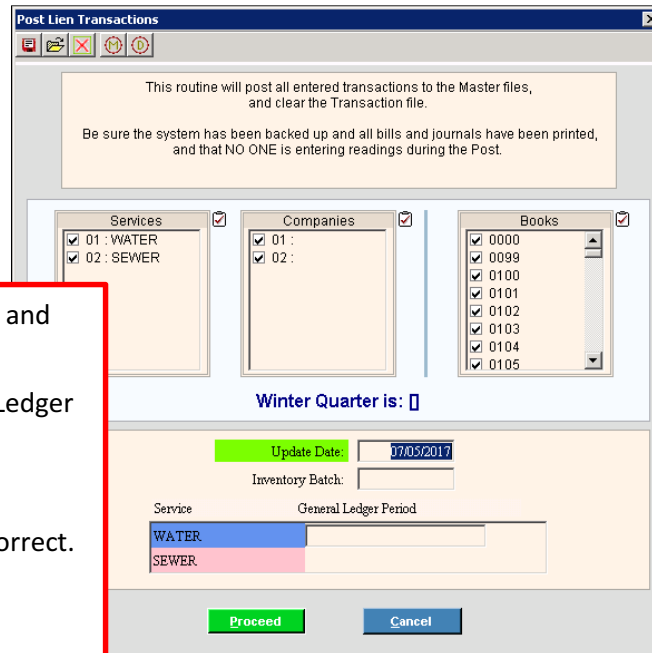 Post Lien Transactions
M D
This routine will post all entered transactions to the Master files,
and clear the Transaction file.
Be sure the system has been backed up and all bills and journals have been printed,
and that NO ONE is entering readings during the Post.
Services
01 : WATER
02 : SEWER
Companies
01 :
02 :
Books
0000
0099
0100
0101
0102
0103
0104
0105
and
Ledger
orrect.
Winter Quarter is: []
Update Date: 07/05/2017
Inventory Batch:
Service General Ledger Period
WATER
SEWER
Proceed Cancel